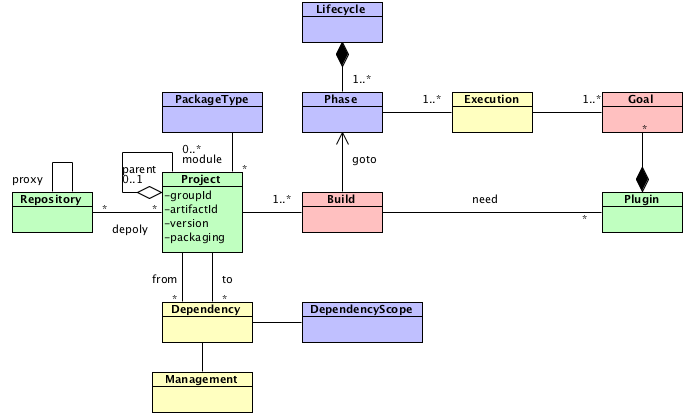 Lifecycle
1..*
PackageType
Phase
1..*
Execution
1..*
Goal
*
goto
0..*
module
parent
0..1
*
proxy
Repository
*
depoly
*
Project
-groupId
-artifactId
-version
-packaging
1..*
Build
need
*
Plugin
from
to
*
*
Dependency
DependencyScope
Management